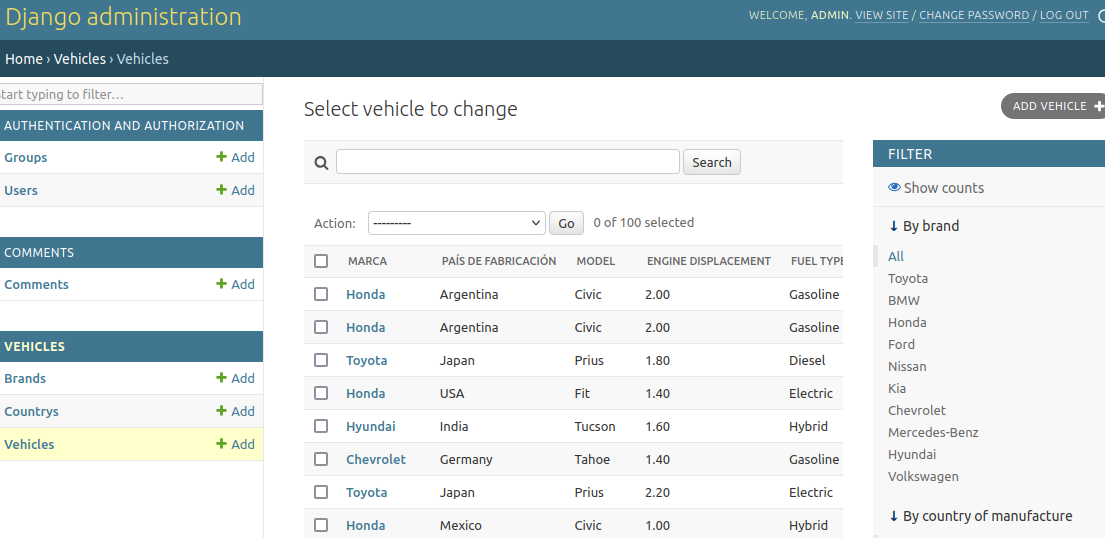 Django administration
WELCOME, ADMIN. VIEW SITE / CHANGE PASSWORD / LOG OUT
Home › Vehicles › Vehicles
Start typing to filter...
AUTHENTICATION AND AUTHORIZATION
Groups + Add
Users + Add
COMMENTS
Comments + Add
VEHICLES
Brands + Add
Countrys + Add
Vehicles + Add
Select vehicle to change
ADD VEHICLE +
Search
Action: --------- Go 0 of 100 selected
MARCA PAÍS DE FABRICACIÓN MODEL ENGINE DISPLACEMENT FUEL TYPE
Honda Argentina Civic 2.00 Gasoline
Honda Argentina Civic 2.00 Gasoline
Toyota Japan Prius 1.80 Diesel
Honda USA Fit 1.40 Electric
Hyundai India Tucson 1.60 Hybrid
Chevrolet Germany Tahoe 1.40 Gasoline
Toyota Japan Prius 2.20 Electric
Honda Mexico Civic 1.00 Hybrid
FILTER
Show counts
↓ By brand
All
Toyota
BMW
Honda
Ford
Nissan
Kia
Chevrolet
Mercedes-Benz
Hyundai
Volkswagen
↓ By country of manufacture